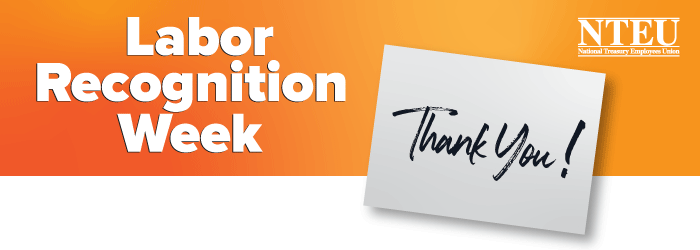 Labor
Recognition
Week
NTEU
National Treasury Employees Union
Thank You!